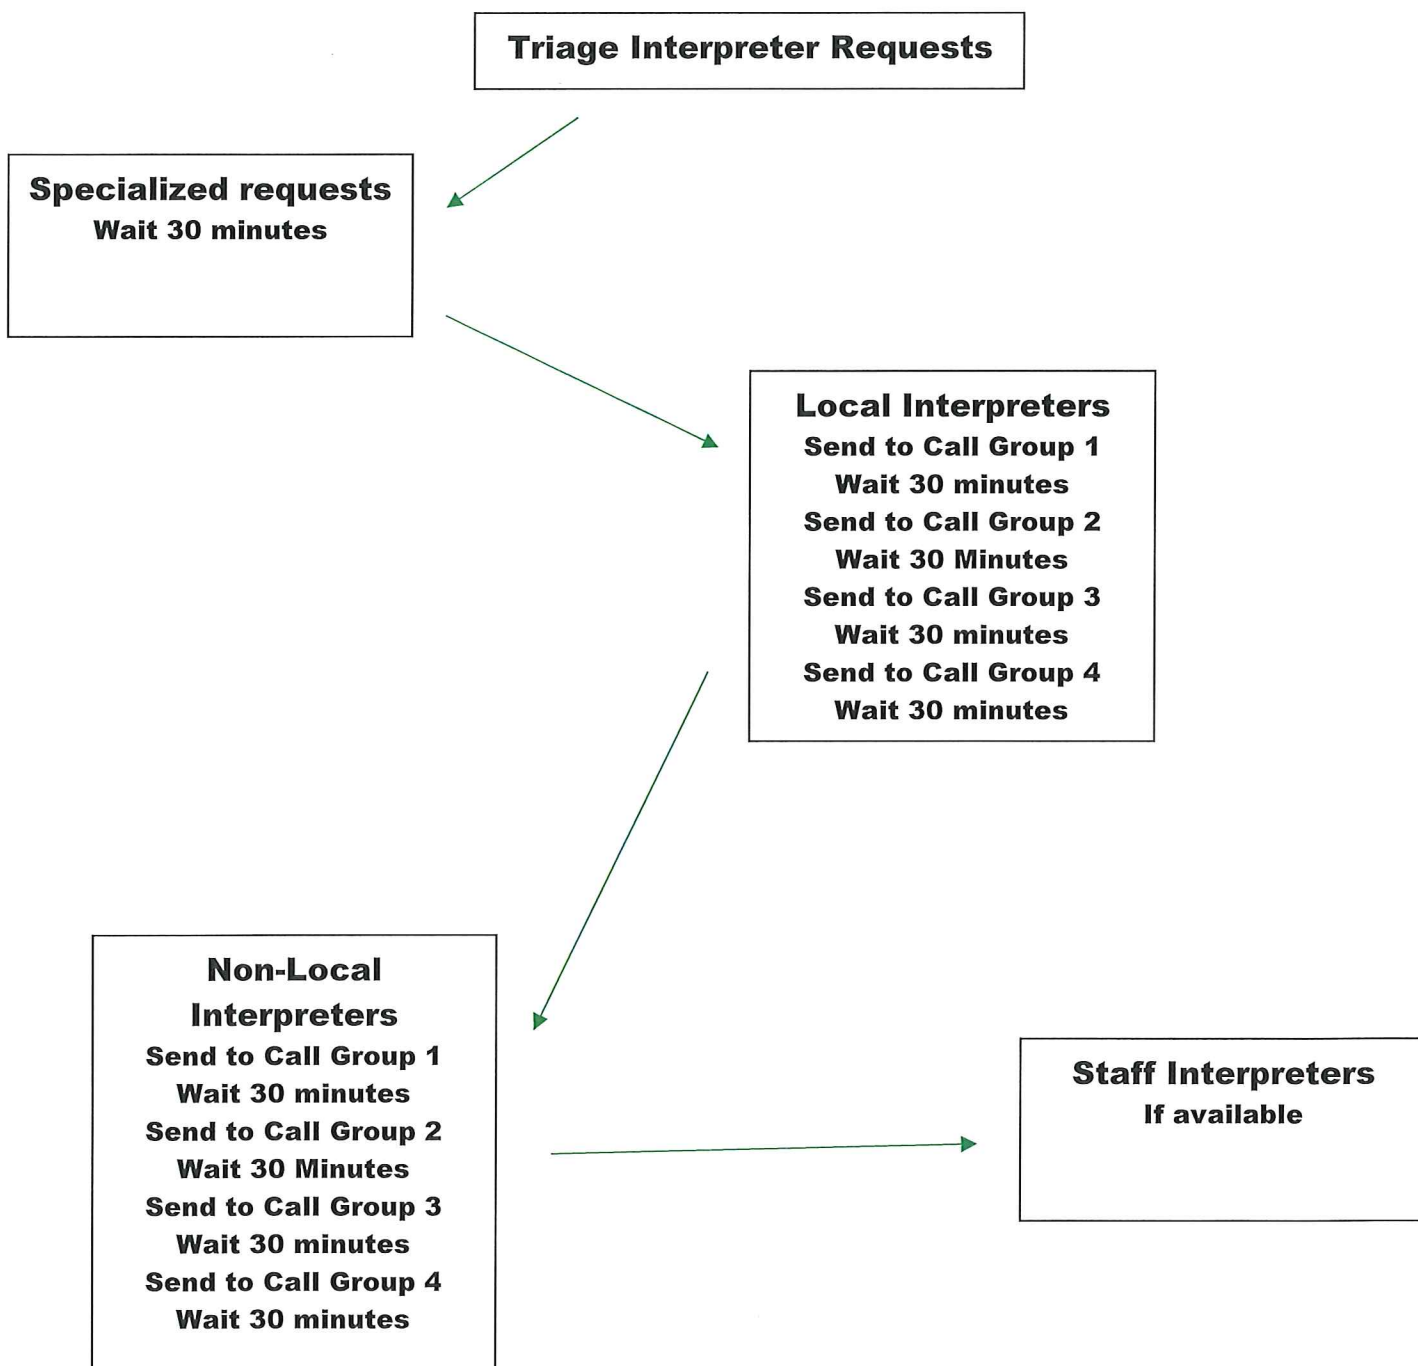 Triage Interpreter Requests
Specialized requests
Wait 30 minutes
Local Interpreters
Send to Call Group 1
Wait 30 minutes
Send to Call Group 2
Wait 30 Minutes
Send to Call Group 3
Wait 30 minutes
Send to Call Group 4
Wait 30 minutes
Non-Local
Interpreters
Send to Call Group 1
Wait 30 minutes
Send to Call Group 2
Wait 30 Minutes
Send to Call Group 3
Wait 30 minutes
Send to Call Group 4
Wait 30 minutes
Staff Interpreters
If available